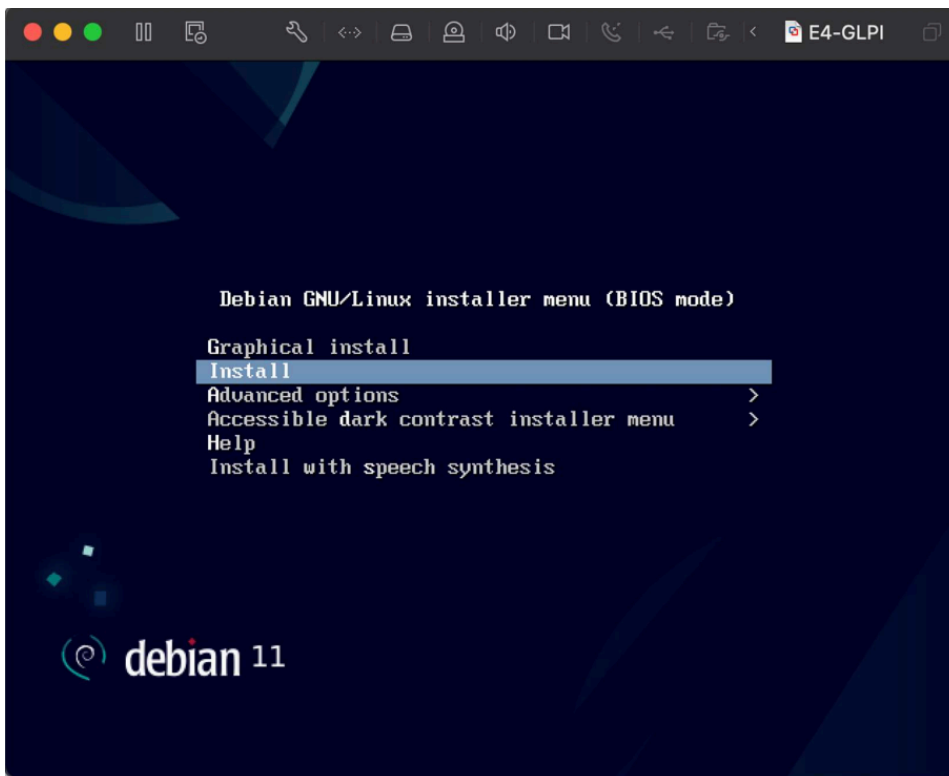 E4-GLPI
Debian GNU/Linux installer menu (BIOS mode)
Graphical install
Install
Advanced options >
Accessible dark contrast installer menu >
Help
Install with speech synthesis
debian 11